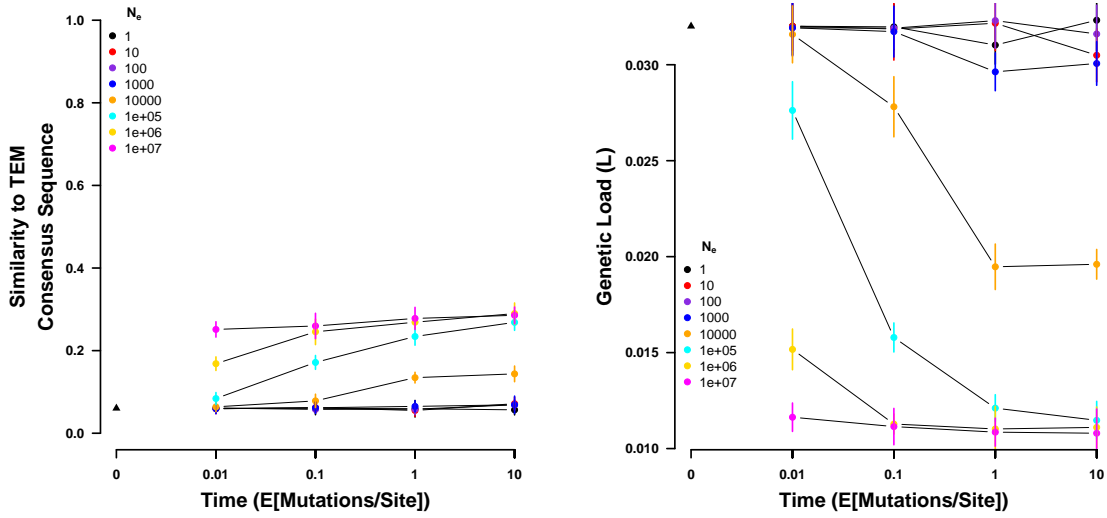 Similarity to TEM
Consensus Sequence
1.0
0.8
0.6
0.4
0.2
0.0
Ne
1
10
100
1000
10000
1e+05
1e+06
1e+07
0
0.01
0.1
1
10
Time (E[Mutations/Site])
Genetic Load (L)
0.030
0.025
0.020
0.015
0.010
Ne
1
10
100
1000
10000
1e+05
1e+06
1e+07
0
0.01
0.1
1
10
Time (E[Mutations/Site])